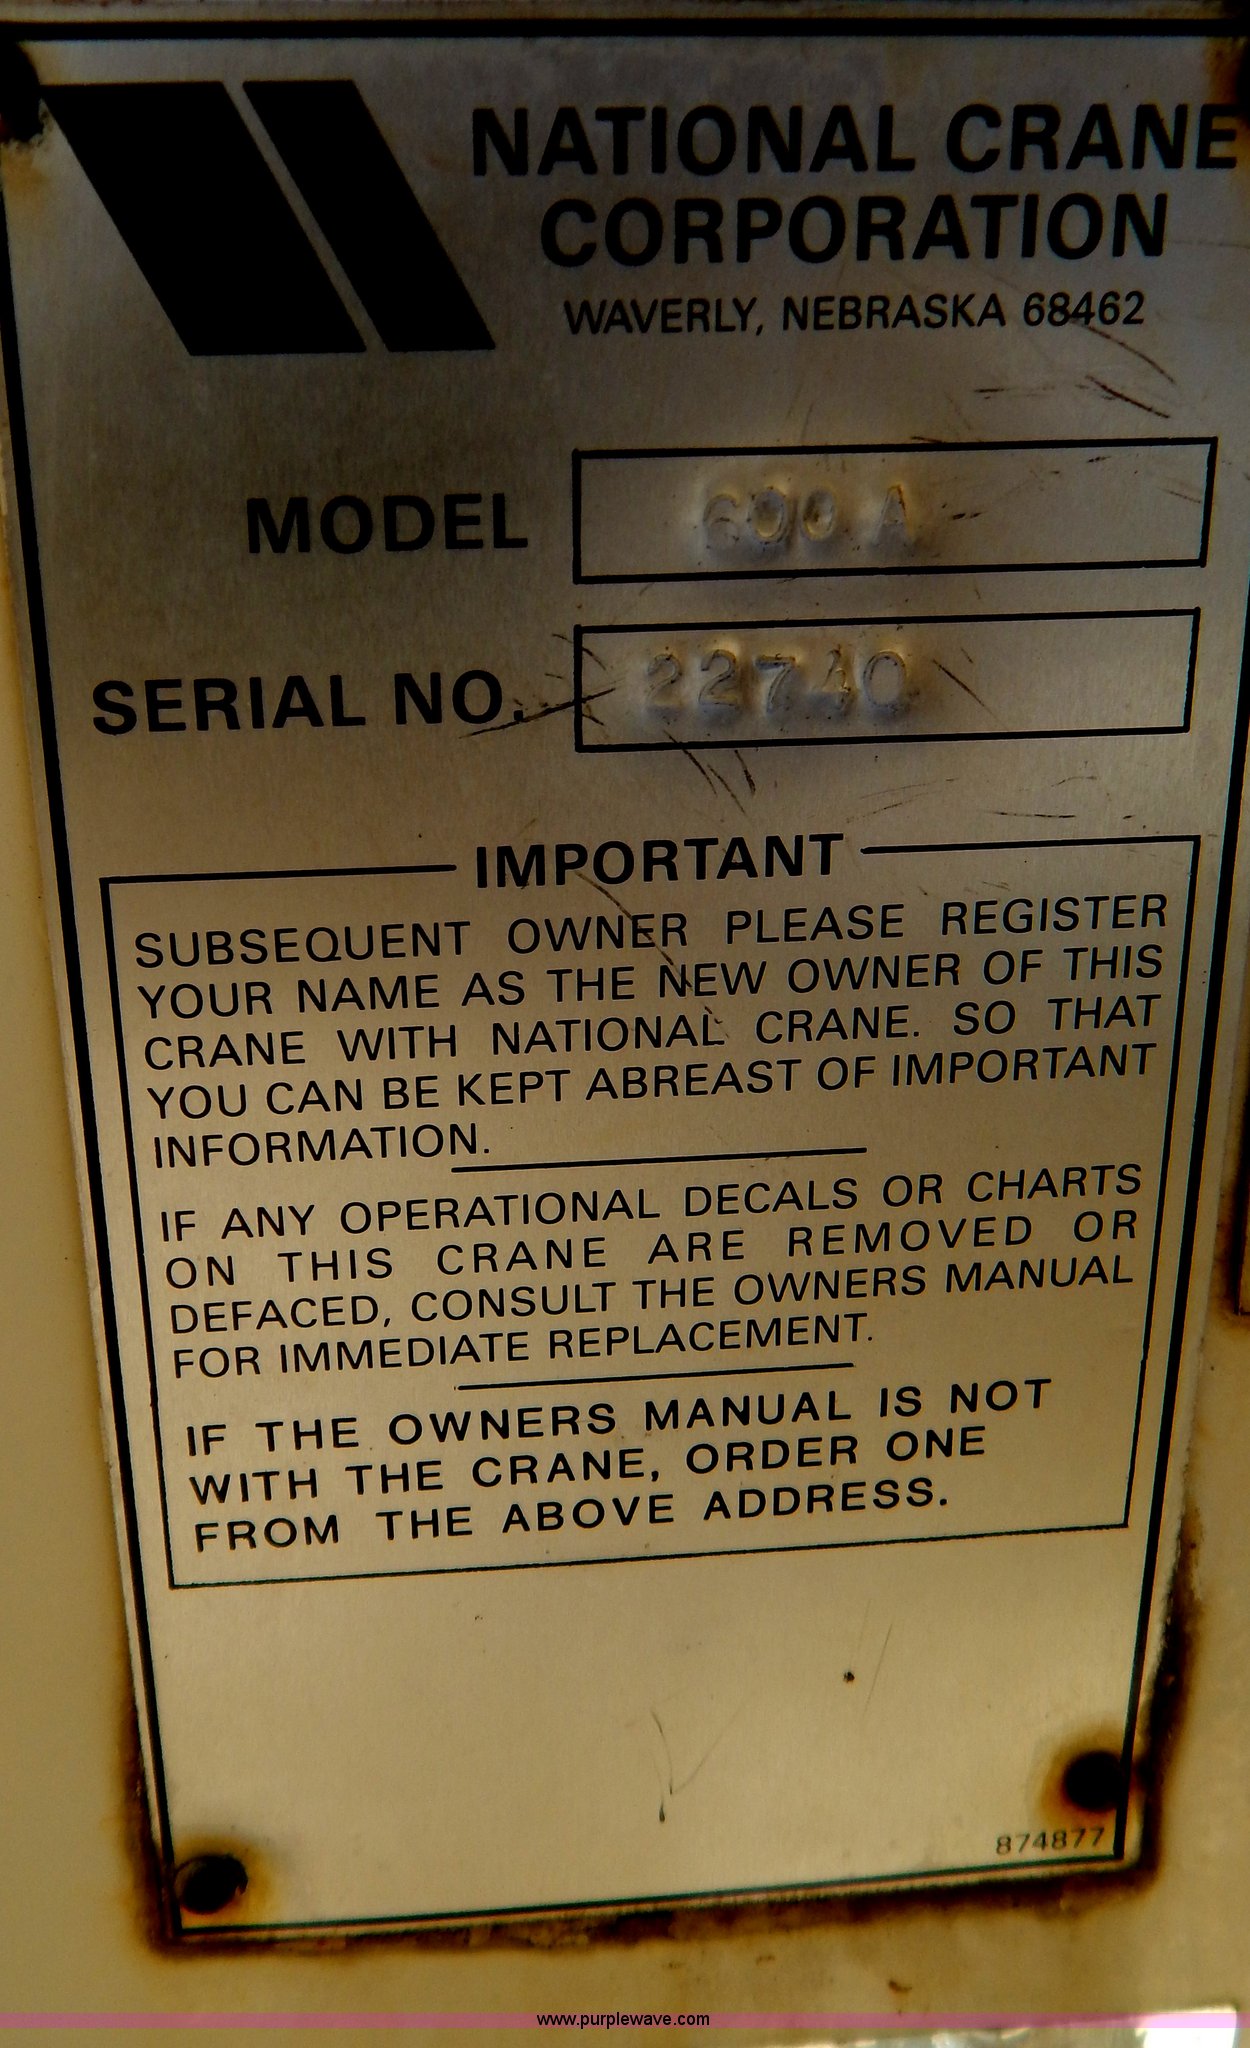 NATIONAL CRANE
CORPORATION
WAVERLY, NEBRASKA 68462
MODEL 600 A
SERIAL NO. 22740
IMPORTANT
SUBSEQUENT OWNER PLEASE REGISTER
YOUR NAME AS THE NEW OWNER OF THIS
CRANE WITH NATIONAL CRANE. SO THAT
YOU CAN BE KEPT ABREAST OF IMPORTANT
INFORMATION.
IF ANY OPERATIONAL DECALS OR CHARTS
ON THIS CRANE ARE REMOVED OR
DEFACED, CONSULT THE OWNERS MANUAL
FOR IMMEDIATE REPLACEMENT.
IF THE OWNERS MANUAL IS NOT
WITH THE CRANE, ORDER ONE
FROM THE ABOVE ADDRESS.
874877
www.purplewave.com